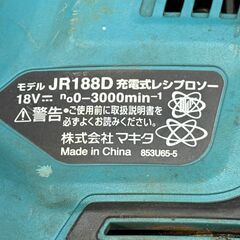 モデル JR188D 充電式レシプロソー
18V⎓ n₀0-3000min⁻¹
⚠警告 •ご使用前に取扱説明書を
必ずよくお読みください。
株式会社 マキタ
Made in China 853U65-5